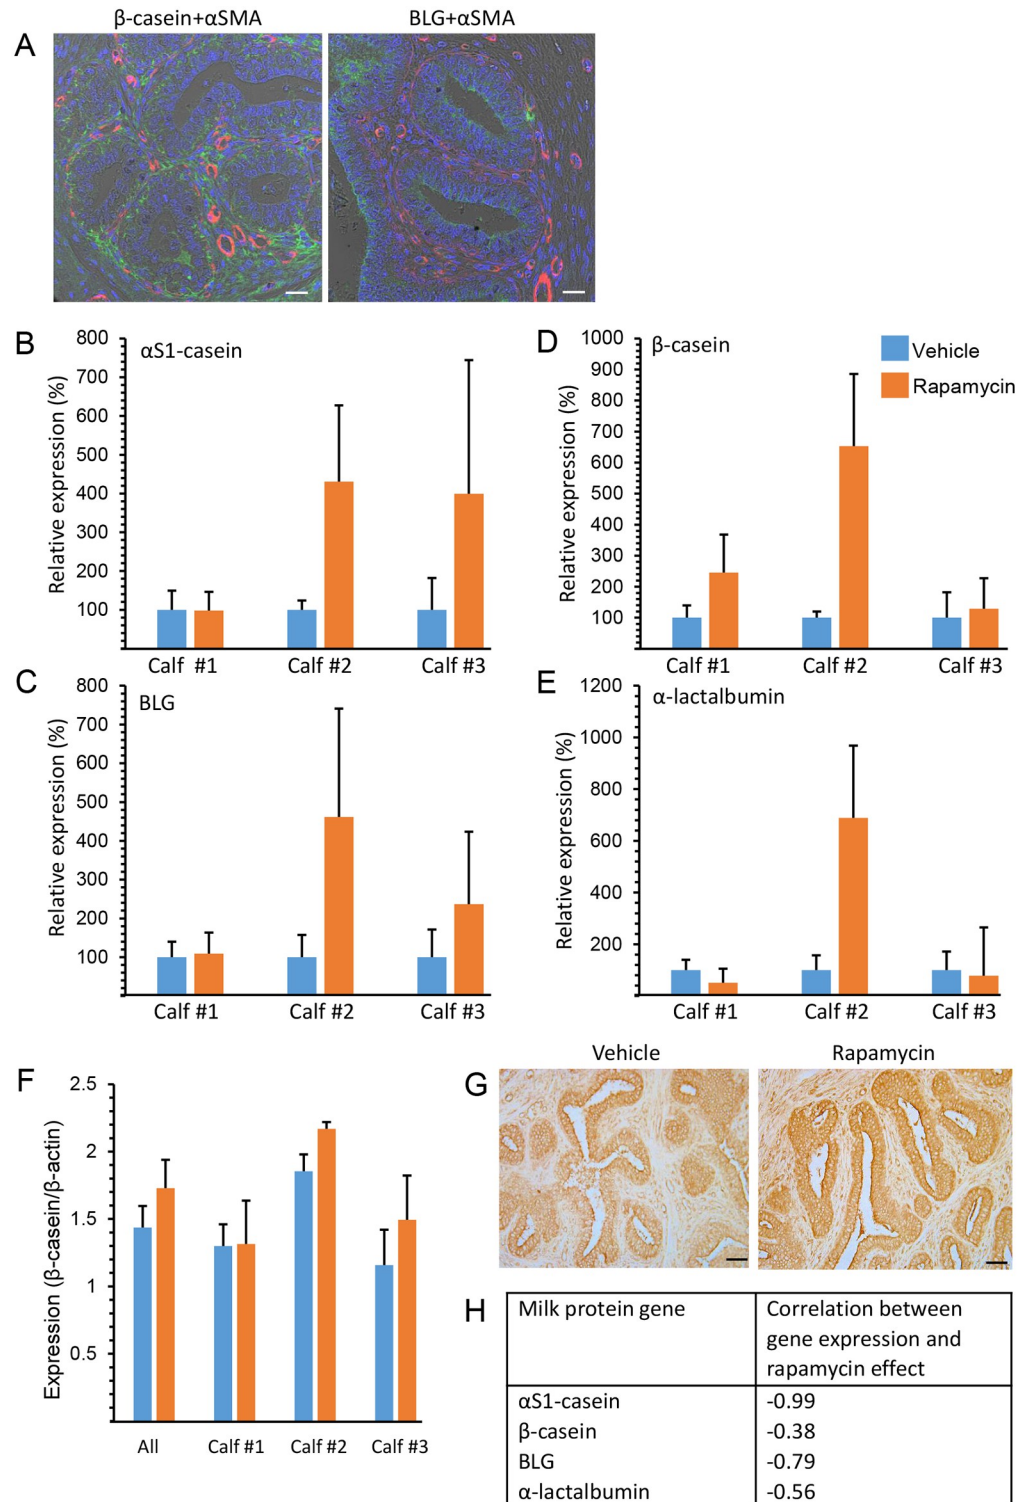 β-casein+αSMA
BLG+αSMA
A
B
αS1-casein
Relative expression (%)
800
700
600
500
400
300
200
100
Calf #1
Calf #2
Calf #3
D
β-casein
Vehicle
Rapamycin
Relative expression (%)
1000
900
800
700
600
500
400
300
200
100
Calf #1
Calf #2
Calf #3
C
BLG
Relative expression (%)
800
700
600
500
400
300
200
100
Calf #1
Calf #2
Calf #3
E
α-lactalbumin
Relative expression (%)
1200
1000
800
600
400
200
Calf #1
Calf #2
Calf #3
F
Expression (β-casein/β-actin)
2.5
2
1.5
1
0.5
All
Calf #1
Calf #2
Calf #3
G
Vehicle
Rapamycin
H
Milk protein gene
Correlation between
gene expression and
rapamycin effect
αS1-casein -0.99
β-casein -0.38
BLG -0.79
α-lactalbumin -0.56